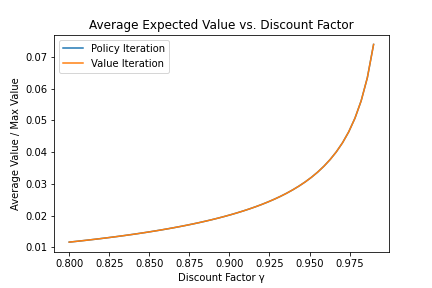 Average Expected Value vs. Discount Factor
Policy Iteration
Value Iteration
Average Value / Max Value
0.07
0.06
0.05
0.04
0.03
0.02
0.01
0.800 0.825 0.850 0.875 0.900 0.925 0.950 0.975
Discount Factor γ